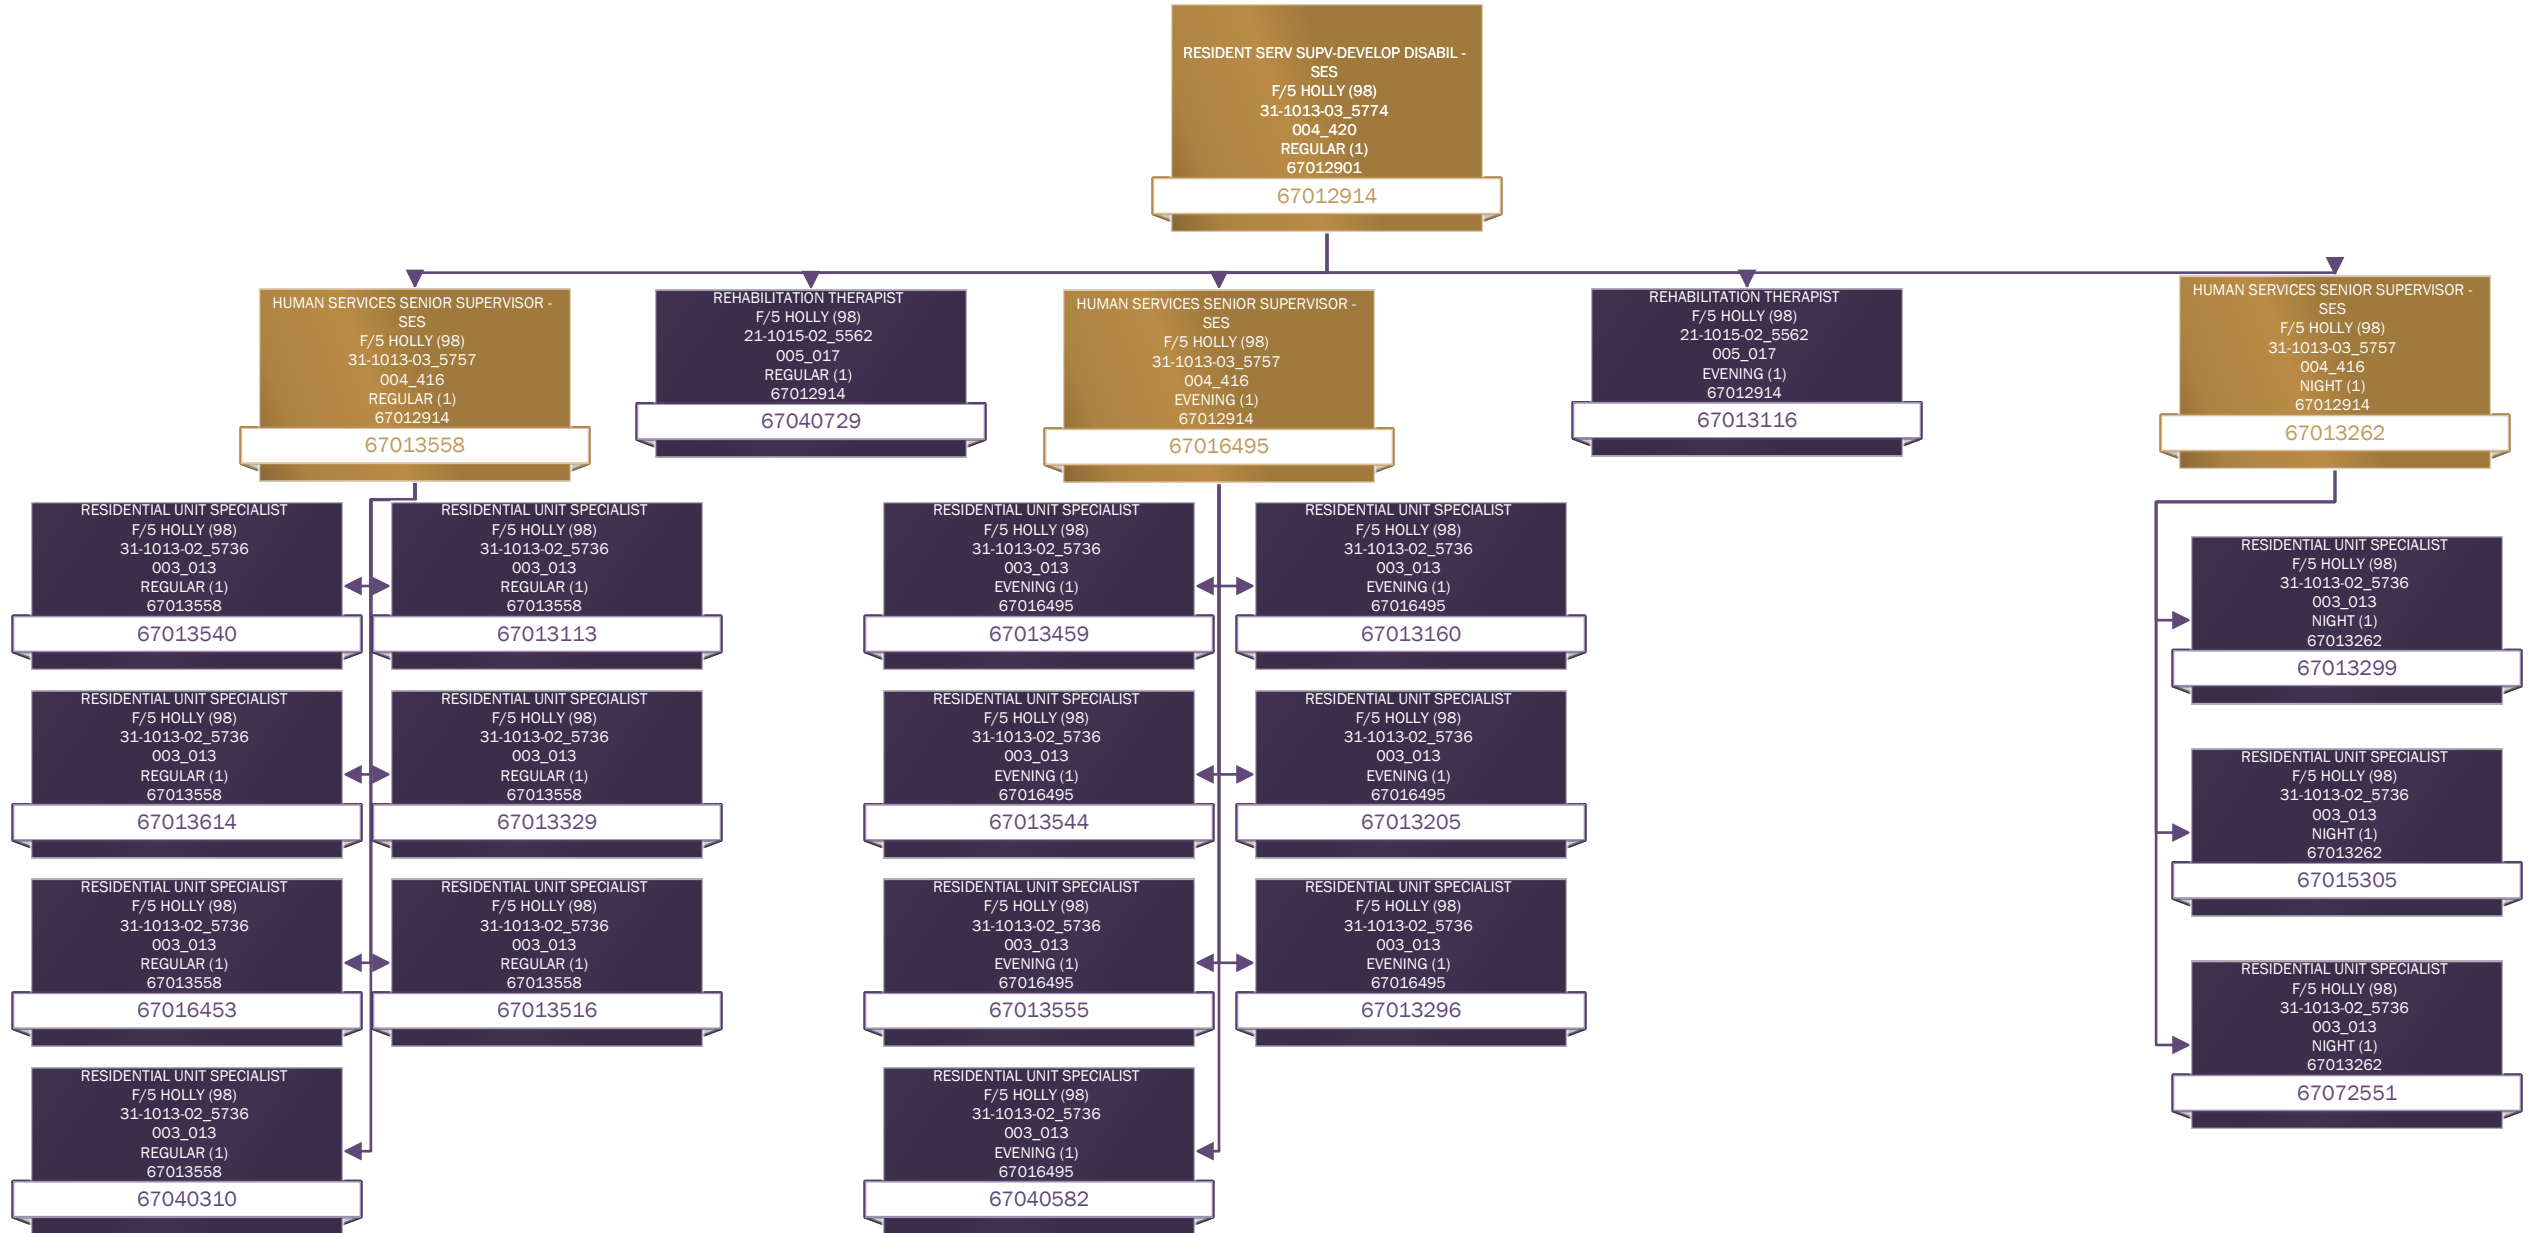 RESIDENT SERV SUPV-DEVELOP DISABIL -
SES
F/5 HOLLY (98)
31-1013-03_5774
004_420
REGULAR (1)
67012901
67012914
HUMAN SERVICES SENIOR SUPERVISOR -
SES
F/5 HOLLY (98)
31-1013-03_5757
004_416
REGULAR (1)
67012914
67013558
REHABILITATION THERAPIST
F/5 HOLLY (98)
21-1015-02_5562
005_017
REGULAR (1)
67012914
67040729
HUMAN SERVICES SENIOR SUPERVISOR -
SES
F/5 HOLLY (98)
31-1013-03_5757
004_416
EVENING (1)
67012914
67016495
REHABILITATION THERAPIST
F/5 HOLLY (98)
21-1015-02_5562
005_017
EVENING (1)
67012914
67013116
HUMAN SERVICES SENIOR SUPERVISOR -
SES
F/5 HOLLY (98)
31-1013-03_5757
004_416
NIGHT (1)
67012914
67013262
RESIDENTIAL UNIT SPECIALIST
F/5 HOLLY (98)
31-1013-02_5736
003_013
REGULAR (1)
67013558
67013540
RESIDENTIAL UNIT SPECIALIST
F/5 HOLLY (98)
31-1013-02_5736
003_013
REGULAR (1)
67013558
67013113
RESIDENTIAL UNIT SPECIALIST
F/5 HOLLY (98)
31-1013-02_5736
003_013
EVENING (1)
67016495
67013459
RESIDENTIAL UNIT SPECIALIST
F/5 HOLLY (98)
31-1013-02_5736
003_013
EVENING (1)
67016495
67013160
RESIDENTIAL UNIT SPECIALIST
F/5 HOLLY (98)
31-1013-02_5736
003_013
NIGHT (1)
67013262
67013299
RESIDENTIAL UNIT SPECIALIST
F/5 HOLLY (98)
31-1013-02_5736
003_013
REGULAR (1)
67013558
67013614
RESIDENTIAL UNIT SPECIALIST
F/5 HOLLY (98)
31-1013-02_5736
003_013
REGULAR (1)
67013558
67013329
RESIDENTIAL UNIT SPECIALIST
F/5 HOLLY (98)
31-1013-02_5736
003_013
EVENING (1)
67016495
67013544
RESIDENTIAL UNIT SPECIALIST
F/5 HOLLY (98)
31-1013-02_5736
003_013
EVENING (1)
67016495
67013205
RESIDENTIAL UNIT SPECIALIST
F/5 HOLLY (98)
31-1013-02_5736
003_013
NIGHT (1)
67013262
67015305
RESIDENTIAL UNIT SPECIALIST
F/5 HOLLY (98)
31-1013-02_5736
003_013
REGULAR (1)
67013558
67016453
RESIDENTIAL UNIT SPECIALIST
F/5 HOLLY (98)
31-1013-02_5736
003_013
REGULAR (1)
67013558
67013516
RESIDENTIAL UNIT SPECIALIST
F/5 HOLLY (98)
31-1013-02_5736
003_013
EVENING (1)
67016495
67013555
RESIDENTIAL UNIT SPECIALIST
F/5 HOLLY (98)
31-1013-02_5736
003_013
EVENING (1)
67016495
67013296
RESIDENTIAL UNIT SPECIALIST
F/5 HOLLY (98)
31-1013-02_5736
003_013
NIGHT (1)
67013262
67072551
RESIDENTIAL UNIT SPECIALIST
F/5 HOLLY (98)
31-1013-02_5736
003_013
REGULAR (1)
67013558
67040310
RESIDENTIAL UNIT SPECIALIST
F/5 HOLLY (98)
31-1013-02_5736
003_013
EVENING (1)
67016495
67040582